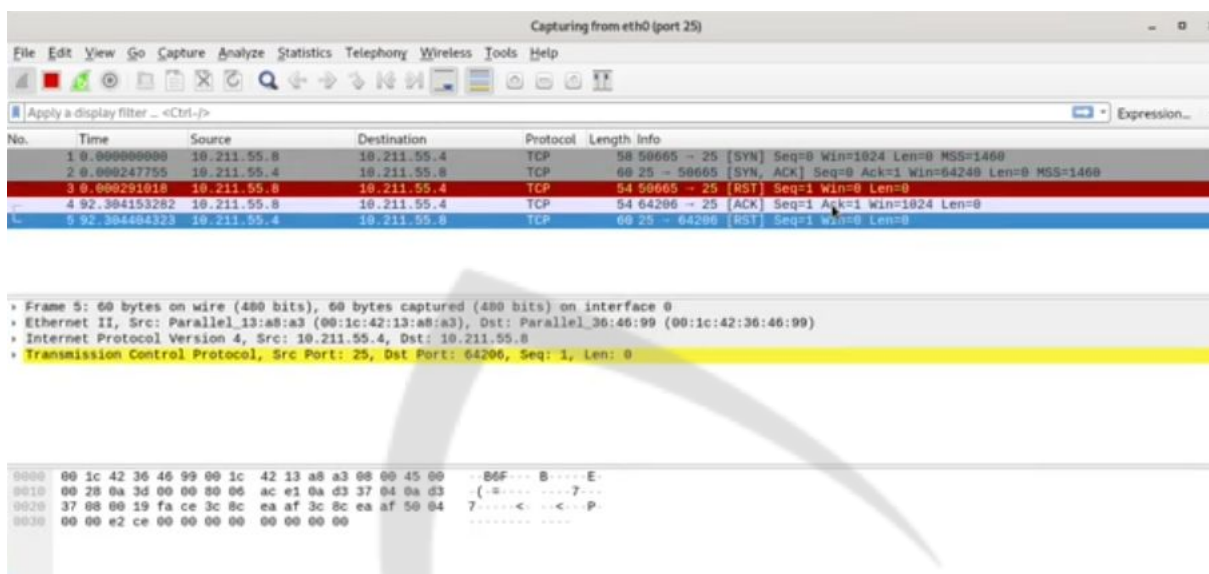 Capturing from eth0 (port 25)
File Edit View Go Capture Analyze Statistics Telephony Wireless Tools Help
Apply a display filter ... <Ctrl-/> Expression...
No. Time Source Destination Protocol Length Info
1 0.000000000 10.211.55.8 10.211.55.4 TCP 58 50665 → 25 [SYN] Seq=0 Win=1024 Len=0 MSS=1460
2 0.000247755 10.211.55.4 10.211.55.8 TCP 60 25 → 50665 [SYN, ACK] Seq=0 Ack=1 Win=64240 Len=0 MSS=1460
3 0.000291018 10.211.55.8 10.211.55.4 TCP 54 50665 → 25 [RST] Seq=1 Win=0 Len=0
4 92.304153282 10.211.55.8 10.211.55.4 TCP 54 64206 → 25 [ACK] Seq=1 Ack=1 Win=1024 Len=0
5 92.304404323 10.211.55.4 10.211.55.8 TCP 60 25 → 64206 [RST] Seq=1 Win=0 Len=0
Frame 5: 60 bytes on wire (480 bits), 60 bytes captured (480 bits) on interface 0
Ethernet II, Src: Parallel_13:a8:a3 (00:1c:42:13:a8:a3), Dst: Parallel_36:46:99 (00:1c:42:36:46:99)
Internet Protocol Version 4, Src: 10.211.55.4, Dst: 10.211.55.8
Transmission Control Protocol, Src Port: 25, Dst Port: 64206, Seq: 1, Len: 0
0000 00 1c 42 36 46 99 00 1c 42 13 a8 a3 08 00 45 00 ··B6F··· B·····E·
0010 00 28 0a 3d 00 00 80 06 ac e1 0a d3 37 04 0a d3 ·(·=···· ····7···
0020 37 08 00 19 fa ce 3c 8c ea af 3c 8c ea af 50 04 7·····<· ··<···P·
0030 00 00 e2 ce 00 00 00 00 00 00 00 00 ········ ····